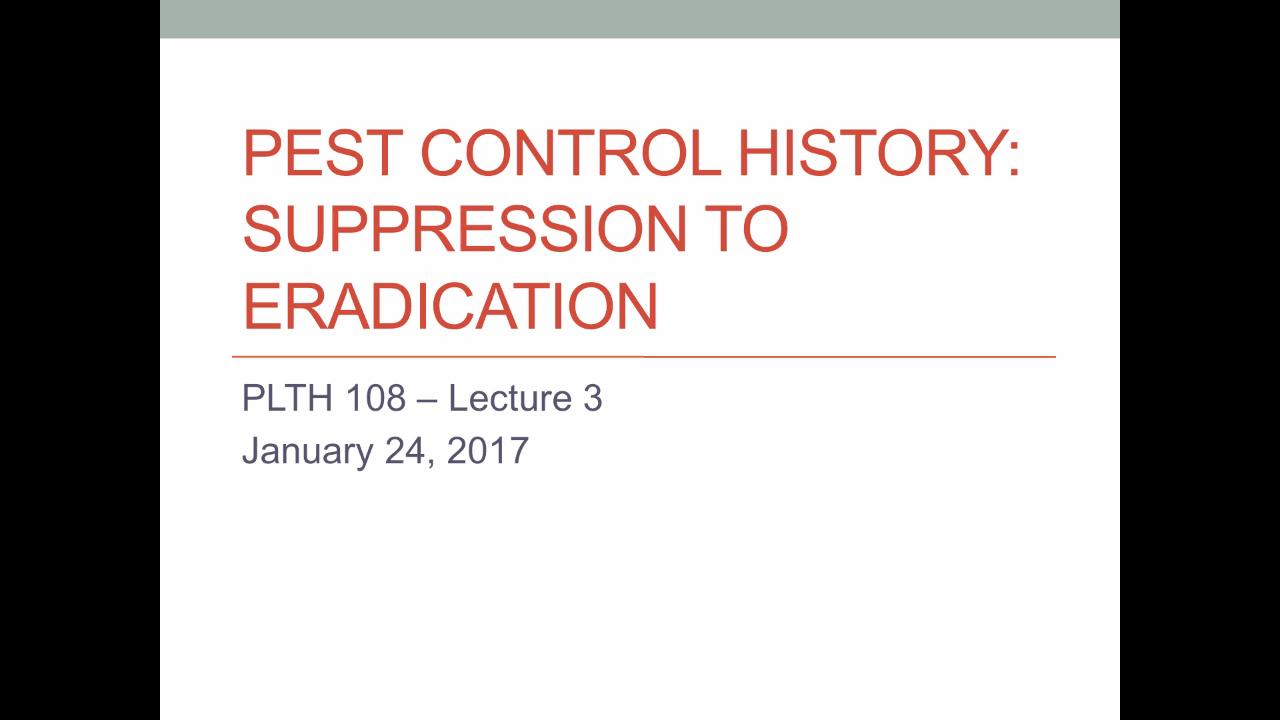 PEST CONTROL HISTORY:
SUPPRESSION TO
ERADICATION
PLTH 108 – Lecture 3
January 24, 2017